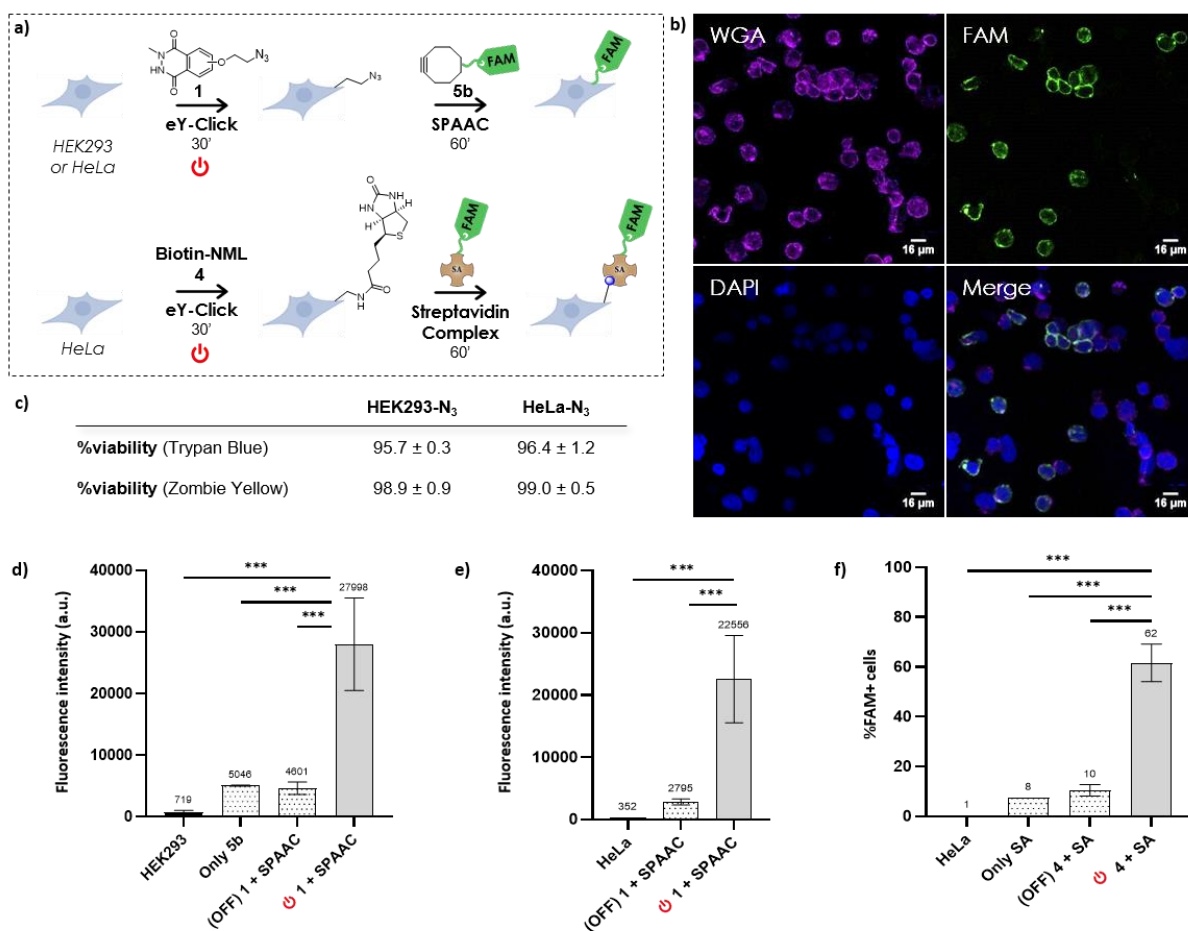 a)
O
N
N
HN
O
O
N₃
1
eY-Click
30'
HEK293
or HeLa
N₃
FAM
5b
SPAAC
60'
FAM
Biotin-NML
4
eY-Click
30'
HeLa
O
HN
NH
H
H
S
O
N
H
FAM
SA
Streptavidin
Complex
60'
FAM
SA
b)
WGA
FAM
16 µm
16 µm
DAPI
Merge
16 µm
16 µm
c)
HEK293-N₃ HeLa-N₃
%viability (Trypan Blue) 95.7 ± 0.3 96.4 ± 1.2
%viability (Zombie Yellow) 98.9 ± 0.9 99.0 ± 0.5
d)
Fluorescence intensity (a.u.)
40000
30000
20000
10000
0
***
***
***
719
5046
4601
27998
HEK293
Only 5b
(OFF) 1 + SPAAC
1 + SPAAC
e)
Fluorescence intensity (a.u.)
40000
30000
20000
10000
0
***
***
352
2795
22556
HeLa
(OFF) 1 + SPAAC
1 + SPAAC
f)
%FAM+ cells
100
80
60
40
20
0
***
***
***
1
8
10
62
HeLa
Only SA
(OFF) 4 + SA
4 + SA